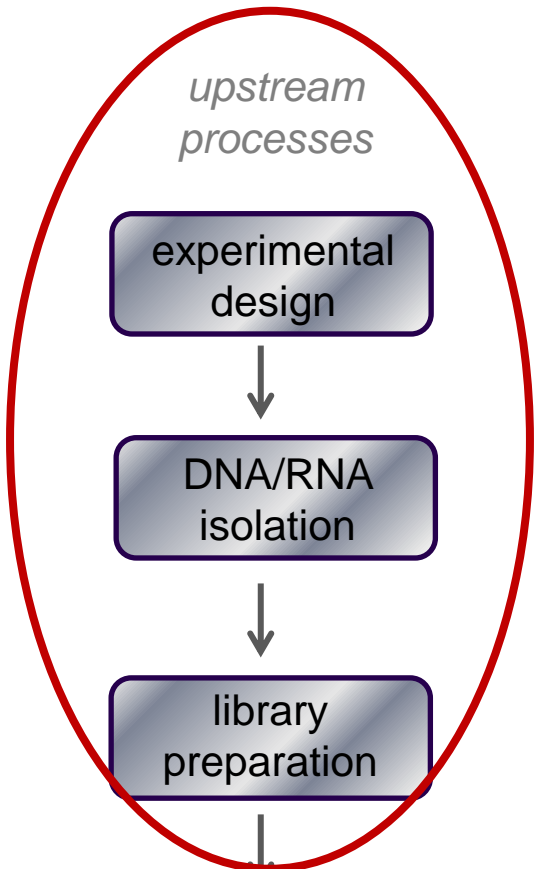 upstream
processes
experimental
design
DNA/RNA
isolation
library
preparation